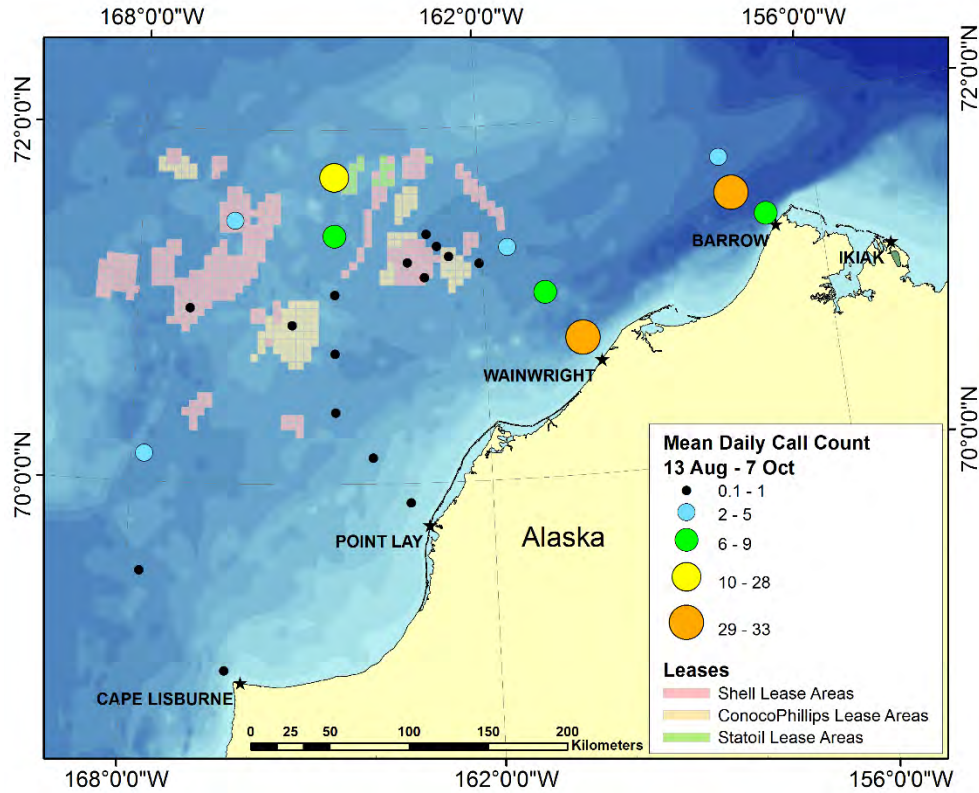 168°0'0"W 162°0'0"W 156°0'0"W
72°0'0"N
72°0'0"N
BARROW
IKIAK
WAINWRIGHT
70°0'0"N
70°0'0"N
POINT LAY
Alaska
CAPE LISBURNE
0 25 50 100 150 200
Kilometers
Mean Daily Call Count
13 Aug - 7 Oct
0.1 - 1
2 - 5
6 - 9
10 - 28
29 - 33
Leases
Shell Lease Areas
ConocoPhillips Lease Areas
Statoil Lease Areas
168°0'0"W 162°0'0"W 156°0'0"W